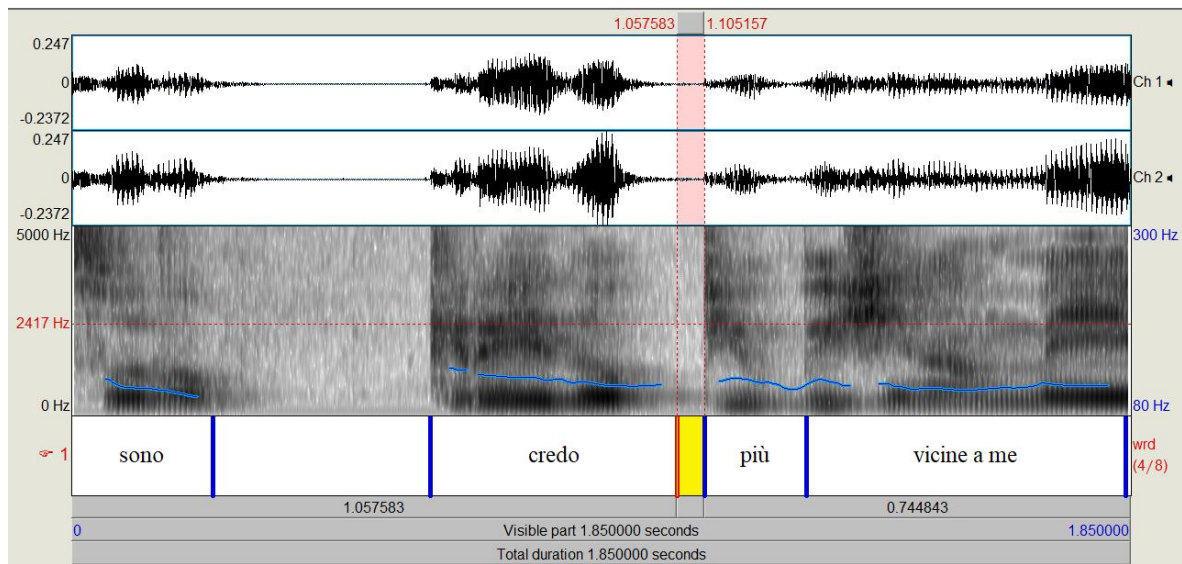 1.057583 1.105157
0.247
0
-0.2372
Ch 1
0.247
0
-0.2372
Ch 2
5000 Hz 300 Hz
2417 Hz
0 Hz 80 Hz
1 sono credo più vicine a me wrd
(4/8)
1.057583 0.744843
0 Visible part 1.850000 seconds 1.850000
Total duration 1.850000 seconds